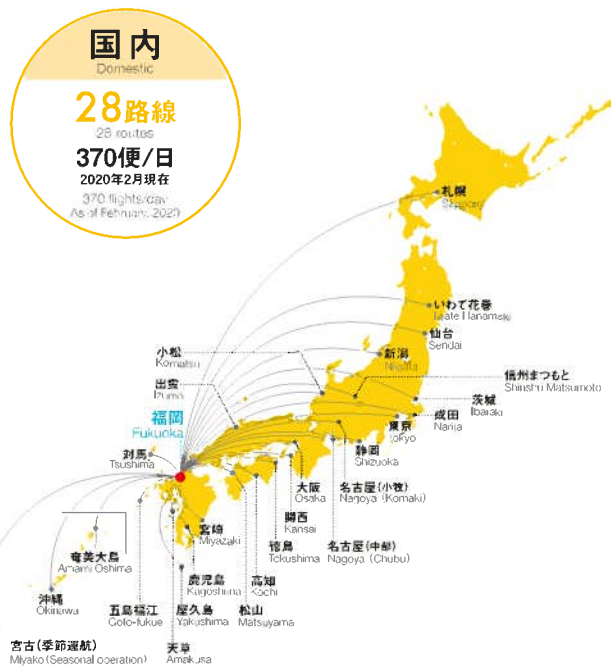 国内
Domestic
28路線
28 routes
370便/日
2020年2月現在
370 flights/day
As of February, 2020
札幌
Sapporo
いわて花巻
Iwate Hanamaki
仙台
Sendai
新潟
Niigata
小松
Komatsu
信州まつもと
Shinshu Matsumoto
出雲
Izumo
茨城
Ibaraki
成田
Narita
福岡
Fukuoka
東京
Tokyo
静岡
Shizuoka
対馬
Tsushima
大阪
Osaka
名古屋(小牧)
Nagoya (Komaki)
関西
Kansai
宮崎
Miyazaki
徳島
Tokushima
名古屋(中部)
Nagoya (Chubu)
奄美大島
Amami Oshima
鹿児島
Kagoshima
高知
Kochi
沖縄
Okinawa
五島福江
Goto-fukue
屋久島
Yakushima
松山
Matsuyama
宮古(季節運航)
Miyako (Seasonal operation)
天草
Amakusa